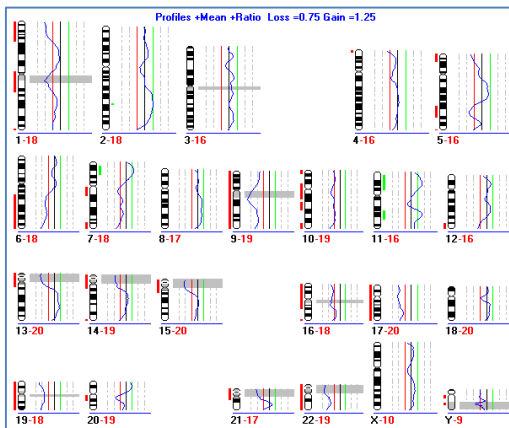 Profiles +Mean +Ratio Loss =0.75 Gain =1.25
1-18 2-18 3-16 4-16 5-16
6-18 7-18 8-17 9-19 10-19 11-16 12-16
13-20 14-19 15-20 16-18 17-20 18-20
19-18 20-19 21-17 22-19 X-10 Y-9